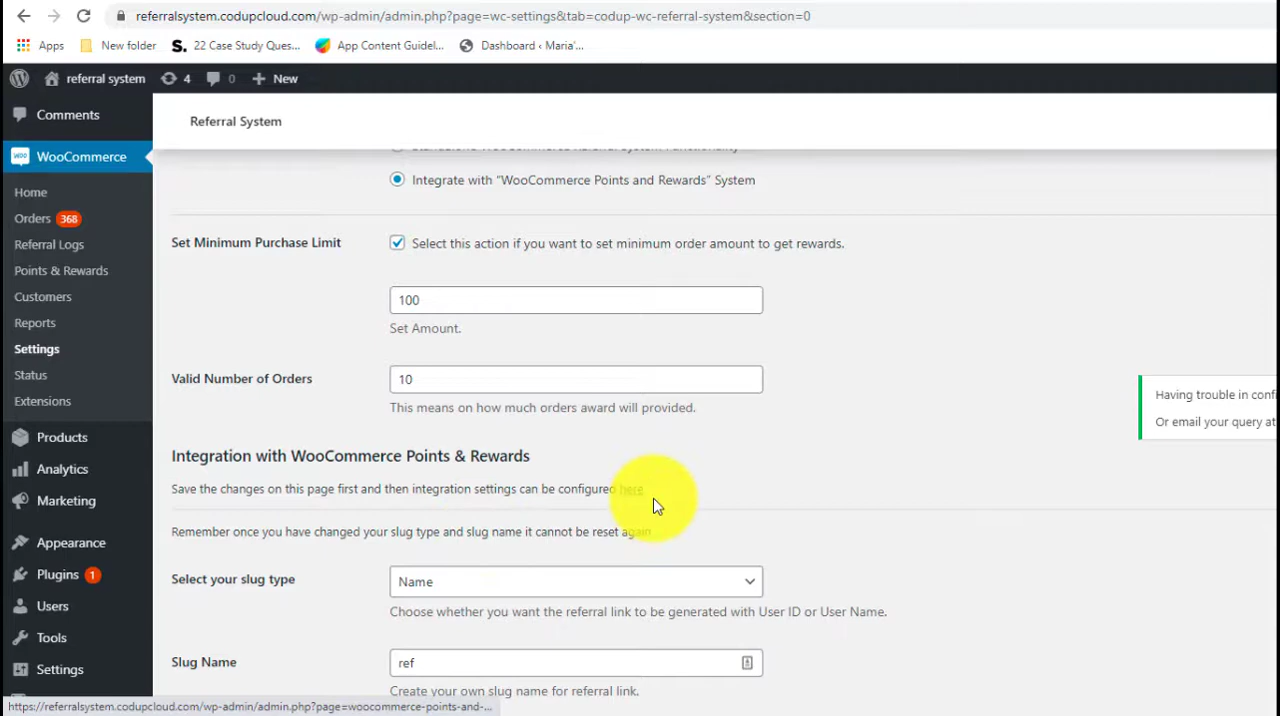 referralsystem.codupcloud.com/wp-admin/admin.php?page=wc-settings&tab=codup-wc-referral-system&section=0
Apps New folder S. 22 Case Study Ques... App Content Guidel... Dashboard ‹ Maria'...
referral system 4 0 + New
Comments
Referral System
WooCommerce
Standalone WooCommerce Referral System Functionality
Integrate with "WooCommerce Points and Rewards" System
Home
Orders 368
Referral Logs
Points & Rewards
Customers
Reports
Settings
Status
Extensions
Products
Analytics
Marketing
Appearance
Plugins 1
Users
Tools
Settings
Set Minimum Purchase Limit
Select this action if you want to set minimum order amount to get rewards.
100
Set Amount.
Valid Number of Orders
10
This means on how much orders award will provided.
Having trouble in confi
Or email your query at
Integration with WooCommerce Points & Rewards
Save the changes on this page first and then integration settings can be configured here
Remember once you have changed your slug type and slug name it cannot be reset again
Select your slug type
Name
Choose whether you want the referral link to be generated with User ID or User Name.
Slug Name
ref
Create your own slug name for referral link.
https://referralsystem.codupcloud.com/wp-admin/admin.php?page=woocommerce-points-and-...